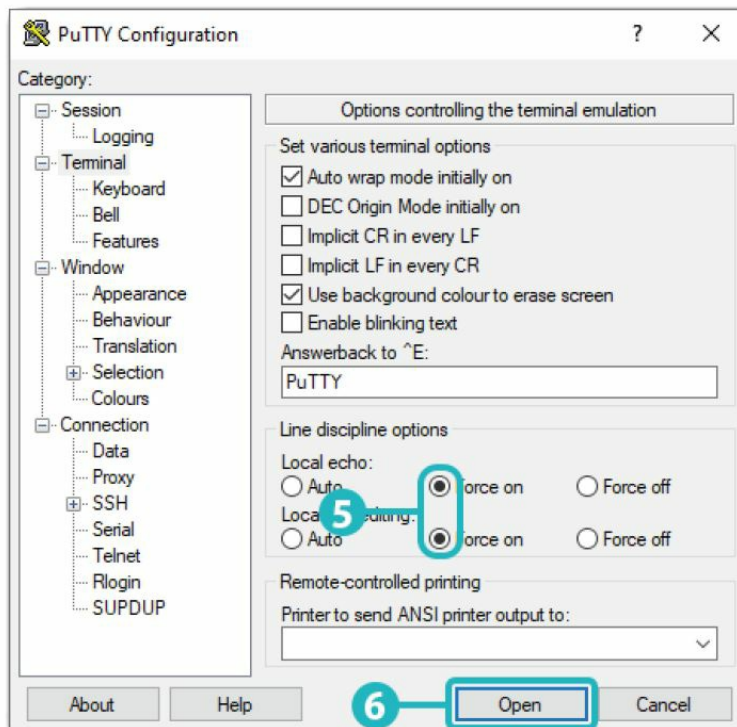 PuTTY Configuration
?
Category:
Session
Logging
Terminal
Keyboard
Bell
Features
Window
Appearance
Behaviour
Translation
Selection
Colours
Connection
Data
Proxy
SSH
Serial
Telnet
Rlogin
SUPDUP
Options controlling the terminal emulation
Set various terminal options
Auto wrap mode initially on
DEC Origin Mode initially on
Implicit CR in every LF
Implicit LF in every CR
Use background colour to erase screen
Enable blinking text
Answerback to ^E:
PuTTY
Line discipline options
Local echo:
Auto Force on Force off
5
editing:
Auto Force on Force off
Remote-controlled printing
Printer to send ANSI printer output to:
About Help 6 Open Cancel